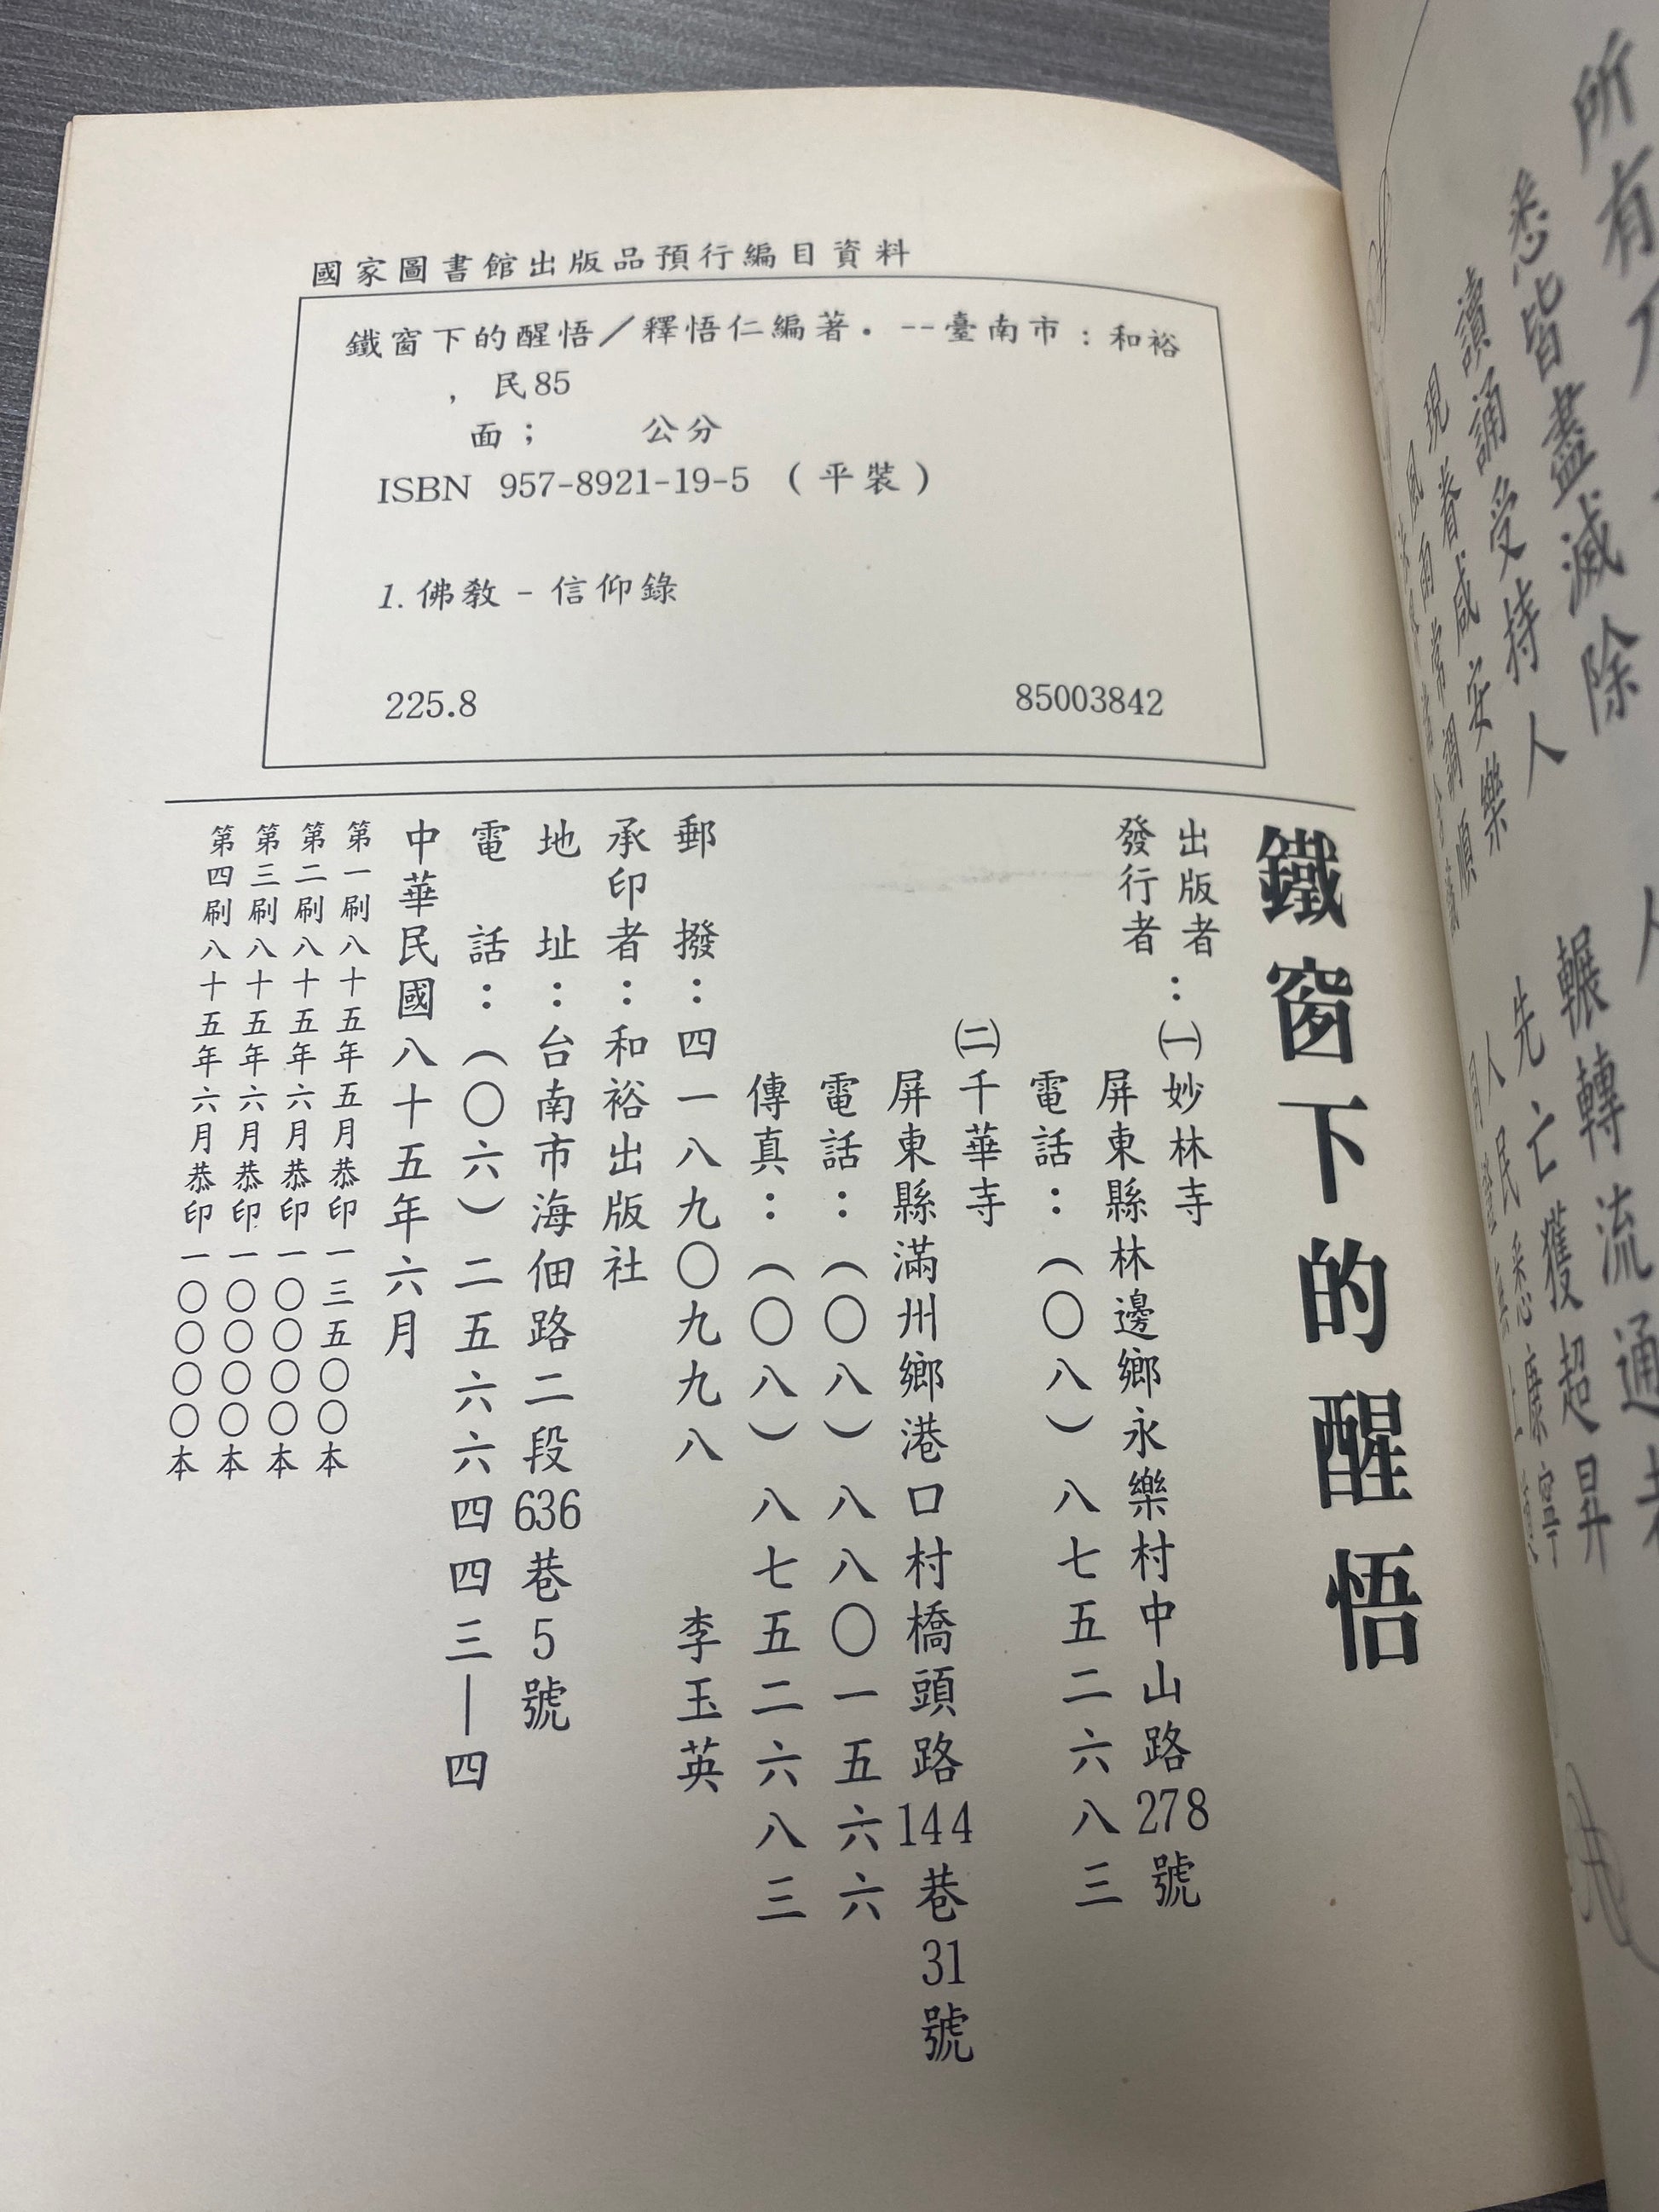 國家圖書館出版品預行編目資料
鐵窗下的醒悟／釋悟仁編著．--臺南市：和裕
，民85
面；　　公分
ISBN 957-8921-19-5（平裝）
1.佛教－信仰錄
225.8　　85003842
鐵窗下的醒悟
出版者
發行者
：㈠妙林寺
屏東縣林邊鄉永樂村中山路278號
電話：（〇八）八七五二六八三
㈡千華寺
屏東縣滿州鄉港口村橋頭路144巷31號
電話：（〇八）八八〇一五六六
傳真：（〇八）八七五二六八三
郵　撥：四一八九〇九九八　　李玉英
承印者：和裕出版社
地　址：台南市海佃路二段636巷5號
電　話：（〇六）二五六六四四三—四
中華民國八十五年六月
第一刷八十五年五月恭印一三五〇〇本
第二刷八十五年六月恭印一〇〇〇〇本
第三刷八十五年六月恭印一〇〇〇〇本
第四刷八十五年六月恭印一〇〇〇〇本
所有
悉皆盡滅除
輾轉流通
讀誦受持人
先亡獲超昇
現眷咸安樂
人民悉康寧
風雨常調順